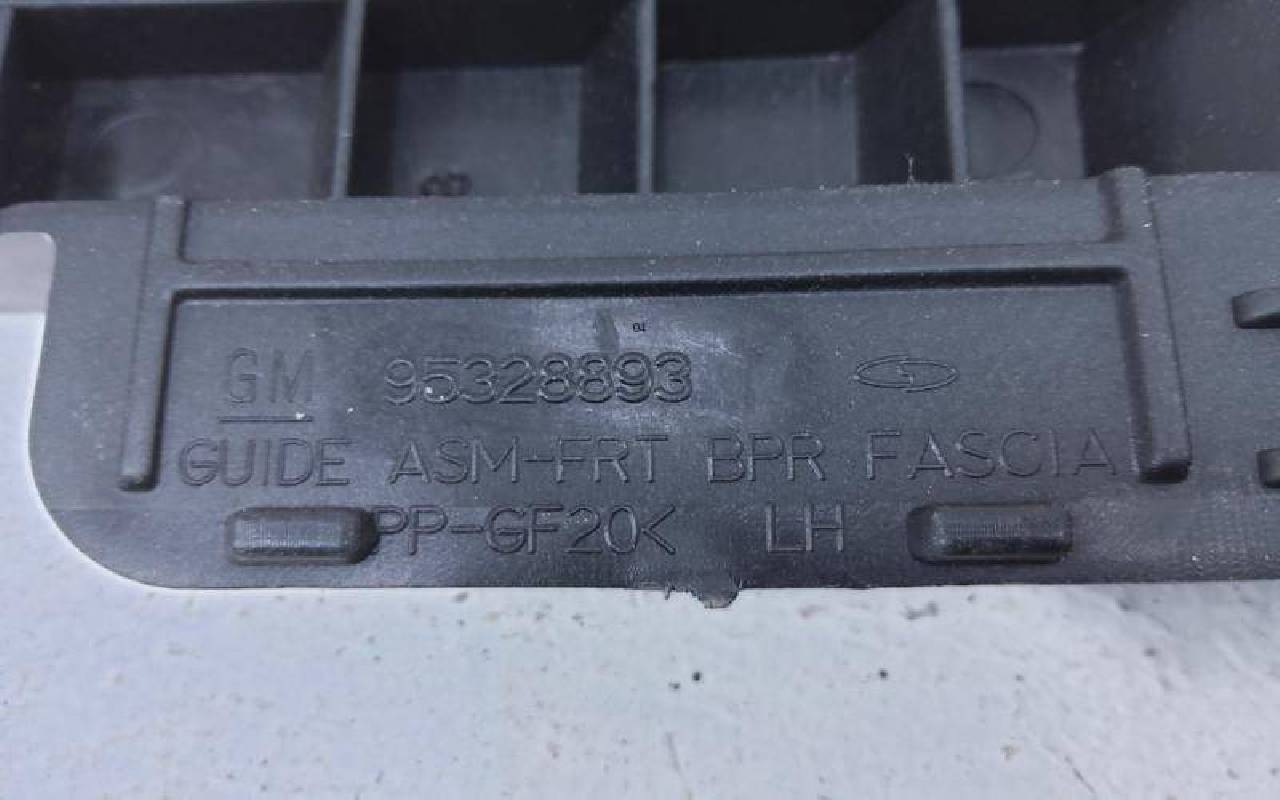 GM 95328893
GUIDE ASM-FRT BPR FASCIA
PP-GF20< LH